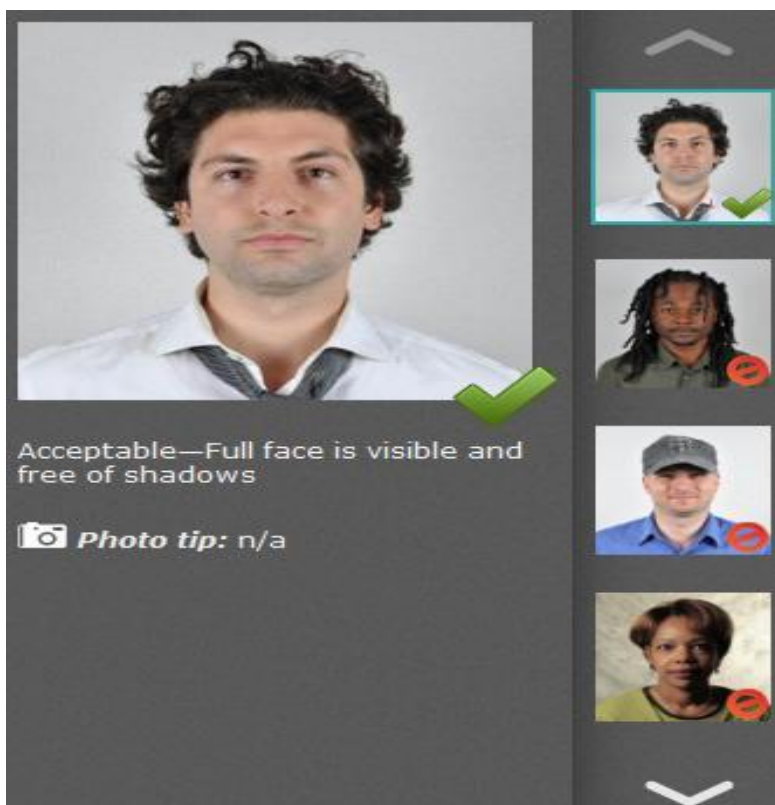 Acceptable—Full face is visible and
free of shadows
Photo tip: n/a